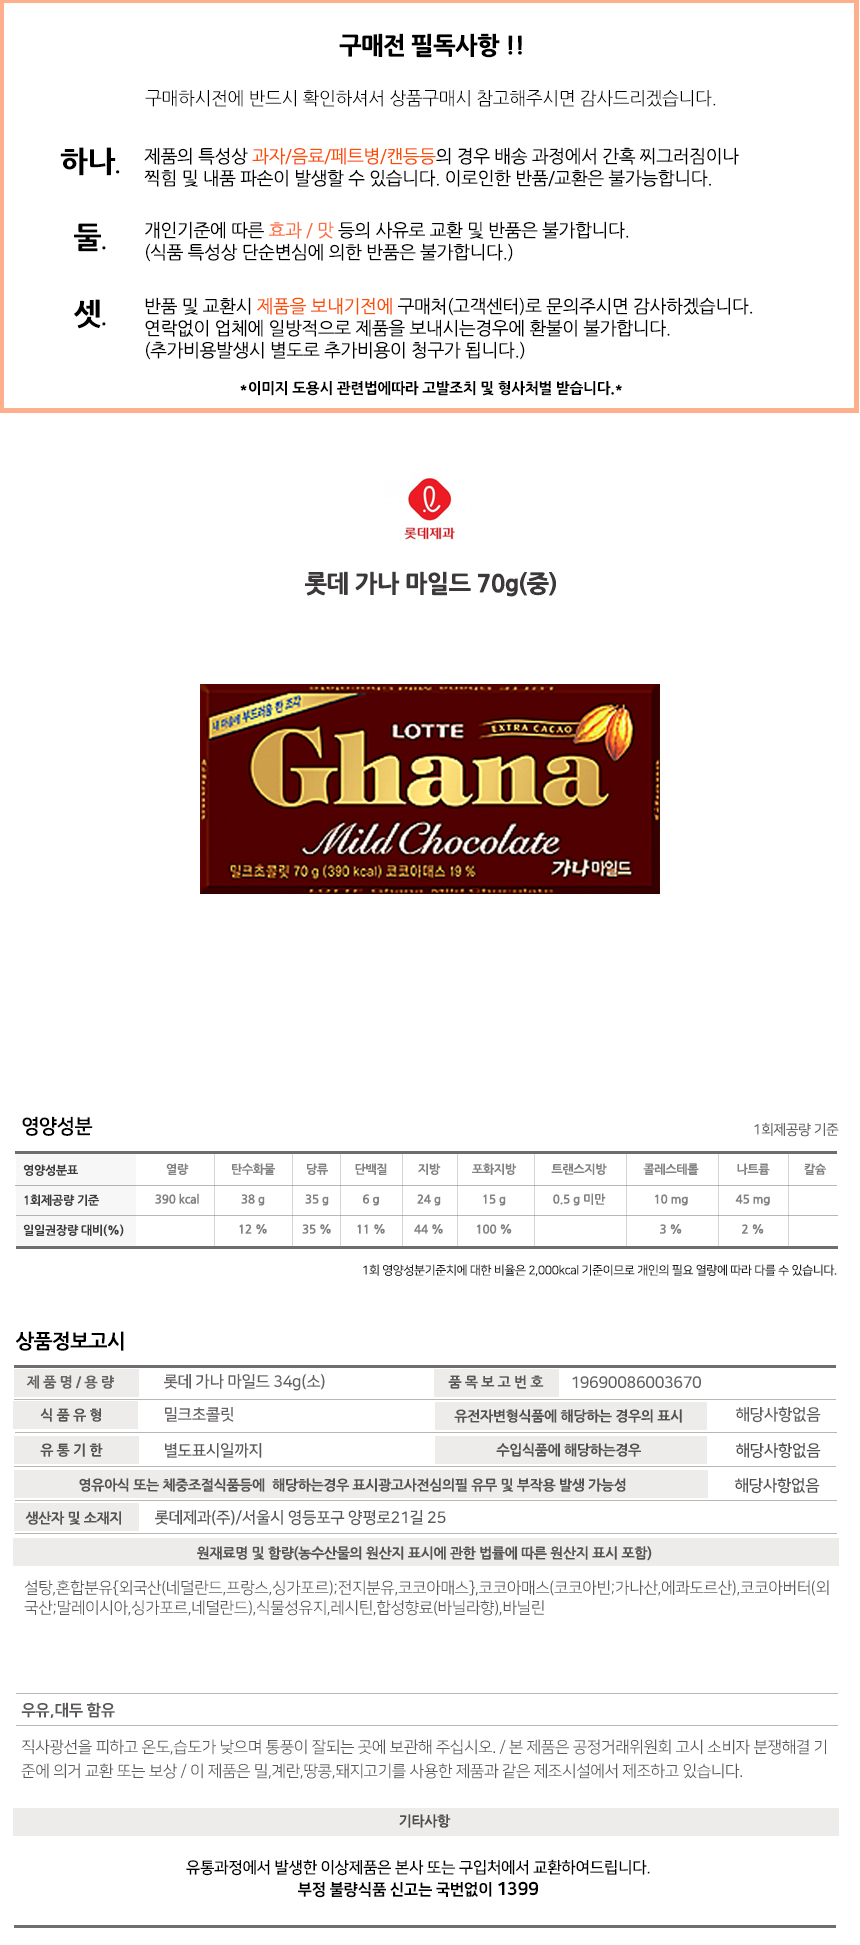 구매전 필독사항 !!
구매하시전에 반드시 확인하셔서 상품구매시 참고해주시면 감사드리겠습니다.
하나. 제품의 특성상 과자/음료/페트병/캔등등의 경우 배송 과정에서 간혹 찌그러짐이나
찍힘 및 내품 파손이 발생할 수 있습니다. 이로인한 반품/교환은 불가능합니다.
둘. 개인기준에 따른 효과 / 맛 등의 사유로 교환 및 반품은 불가합니다.
(식품 특성상 단순변심에 의한 반품은 불가합니다.)
셋. 반품 및 교환시 제품을 보내기전에 구매처(고객센터)로 문의주시면 감사하겠습니다.
연락없이 업체에 일방적으로 제품을 보내시는경우에 환불이 불가합니다.
(추가비용발생시 별도로 추가비용이 청구가 됩니다.)
*이미지 도용시 관련법에따라 고발조치 및 형사처벌 받습니다.*
롯데제과
롯데 가나 마일드 70g(중)
내 마음에 부드러움 한 조각
LOTTE EXTRA CACAO
Ghana
Mild Chocolate
밀크초콜릿 70 g (390 kcal) 코코아매스 19 % 가나마일드
영양성분 1회제공량 기준
영양성분표 열량 탄수화물 당류 단백질 지방 포화지방 트랜스지방 콜레스테롤 나트륨 칼슘
1회제공량 기준 390 kcal 38 g 35 g 6 g 24 g 15 g 0.5 g 미만 10 mg 45 mg
일일권장량 대비(%) 12 % 35 % 11 % 44 % 100 % 3 % 2 %
1회 영양성분기준치에 대한 비율은 2,000kcal 기준이므로 개인의 필요 열량에 따라 다를 수 있습니다.
상품정보고시
제 품 명 / 용 량 롯데 가나 마일드 34g(소) 품 목 보 고 번 호 19690086003670
식 품 유 형 밀크초콜릿 유전자변형식품에 해당하는 경우의 표시 해당사항없음
유 통 기 한 별도표시일까지 수입식품에 해당하는경우 해당사항없음
영유아식 또는 체중조절식품등에 해당하는경우 표시광고사전심의필 유무 및 부작용 발생 가능성 해당사항없음
생산자 및 소재지 롯데제과(주)/서울시 영등포구 양평로21길 25
원재료명 및 함량(농수산물의 원산지 표시에 관한 법률에 따른 원산지 표시 포함)
설탕,혼합분유{외국산(네덜란드,프랑스,싱가포르);전지분유,코코아매스},코코아매스(코코아빈;가나산,에콰도르산),코코아버터(외
국산;말레이시아,싱가포르,네덜란드),식물성유지,레시틴,합성향료(바닐라향),바닐린
우유,대두 함유
직사광선을 피하고 온도,습도가 낮으며 통풍이 잘되는 곳에 보관해 주십시오. / 본 제품은 공정거래위원회 고시 소비자 분쟁해결 기
준에 의거 교환 또는 보상 / 이 제품은 밀,계란,땅콩,돼지고기를 사용한 제품과 같은 제조시설에서 제조하고 있습니다.
기타사항
유통과정에서 발생한 이상제품은 본사 또는 구입처에서 교환하여드립니다.
부정 불량식품 신고는 국번없이 1399